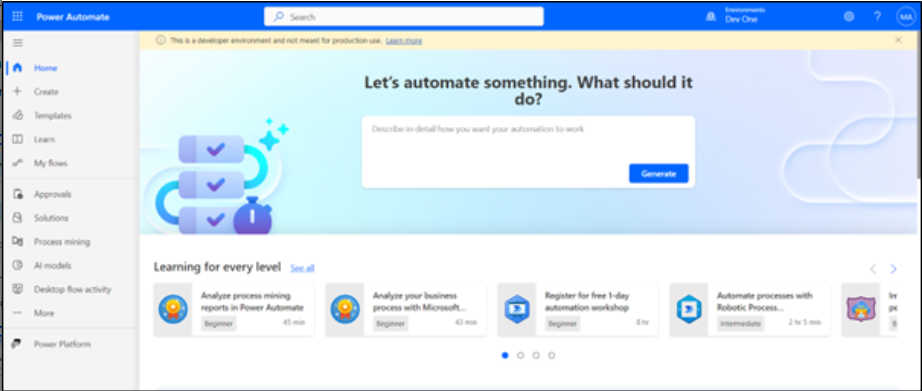 Power Automate
Search
Environments
Dev One
?
MA
This is a developer environment and not meant for production use. Learn more
Home
Create
Templates
Learn
My flows
Approvals
Solutions
Process mining
AI models
Desktop flow activity
More
Power Platform
Let's automate something. What should it
do?
Describe in detail how you want your automation to work
Generate
Learning for every level See all
Analyze process mining
reports in Power Automate
Beginner 45 min
Analyze your business
process with Microsoft...
Beginner 43 min
Register for free 1-day
automation workshop
Beginner 8 hr
Automate processes with
Robotic Process...
Intermediate 2 hr 5 min